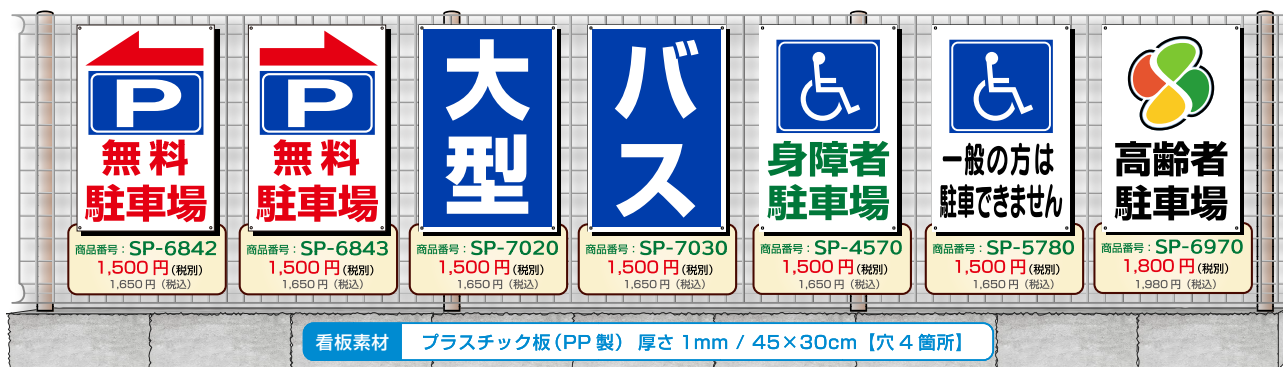 P
無料
駐車場
商品番号：SP-6842
1,500円（税別）
1,650円（税込）
P
無料
駐車場
商品番号：SP-6843
1,500円（税別）
1,650円（税込）
大
型
商品番号：SP-7020
1,500円（税別）
1,650円（税込）
バ
ス
商品番号：SP-7030
1,500円（税別）
1,650円（税込）
身障者
駐車場
商品番号：SP-4570
1,500円（税別）
1,650円（税込）
一般の方は
駐車できません
商品番号：SP-5780
1,500円（税別）
1,650円（税込）
高齢者
駐車場
商品番号：SP-6970
1,800円（税別）
1,980円（税込）
看板素材 プラスチック板（PP製） 厚さ1mm / 45×30cm【穴4箇所】